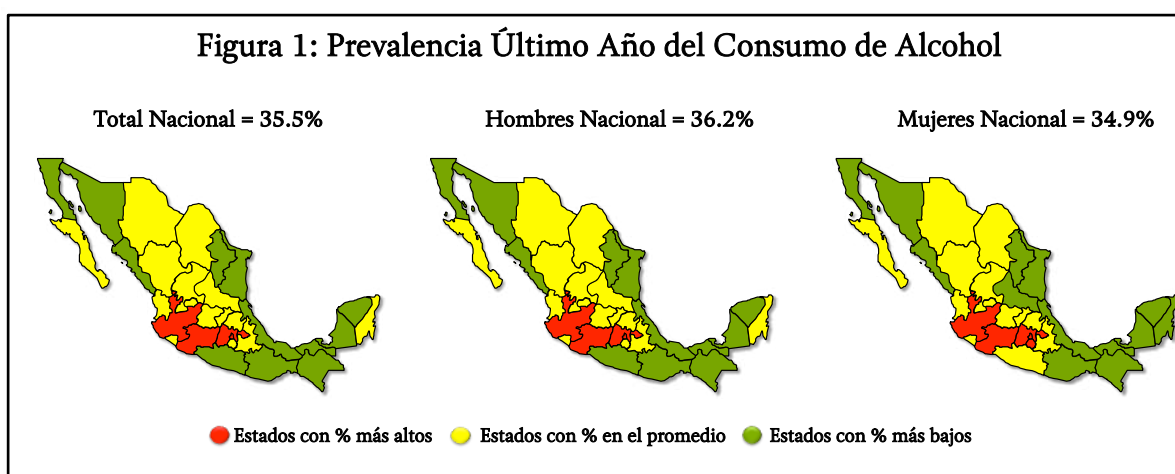 Figura 1: Prevalencia Último Año del Consumo de Alcohol
Total Nacional = 35.5%
Hombres Nacional = 36.2%
Mujeres Nacional = 34.9%
Estados con % más altos
Estados con % en el promedio
Estados con % más bajos